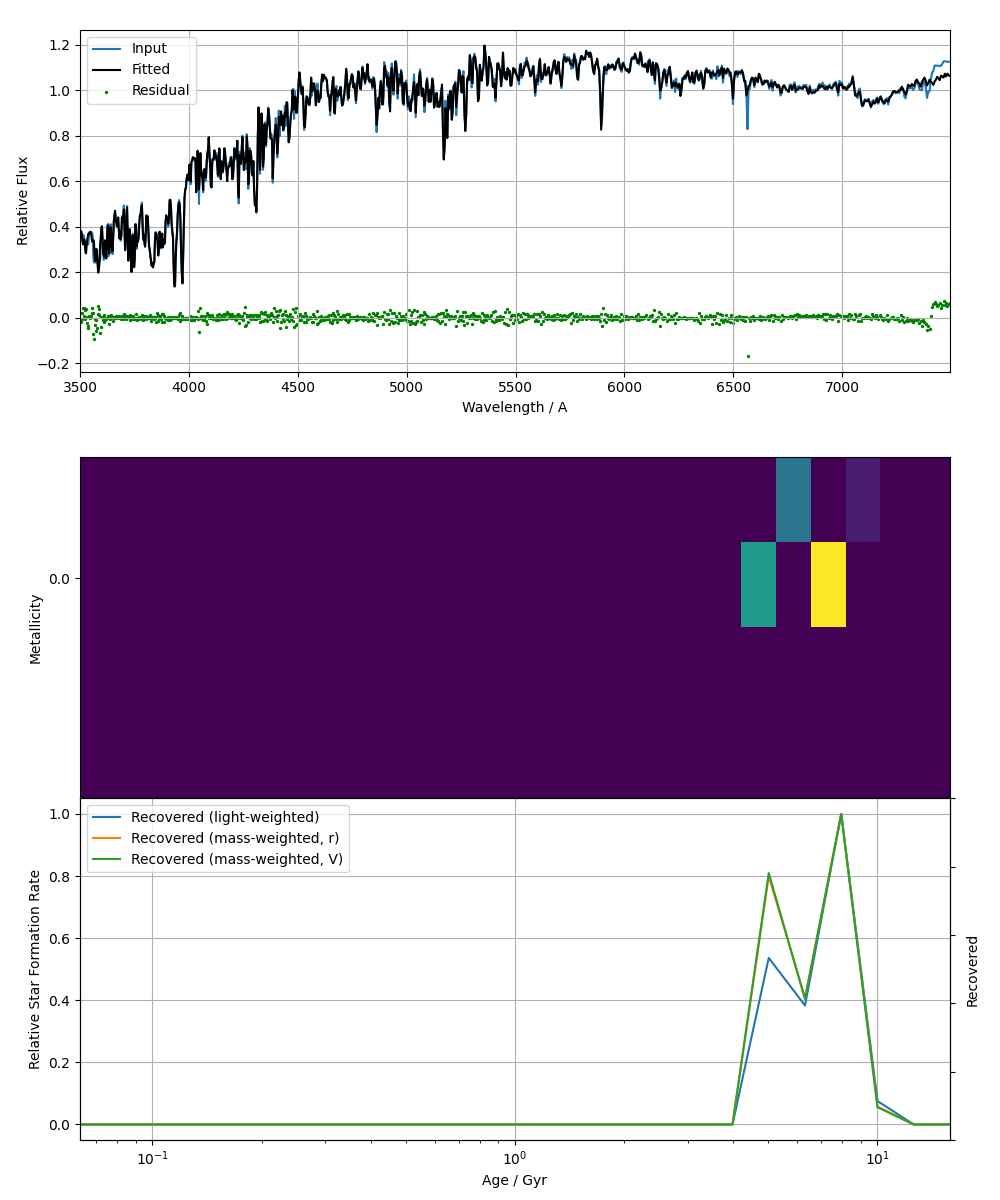 Input
Fitted
Residual
Relative Flux
1.2
1.0
0.8
0.6
0.4
0.2
0.0
−0.2
3500 4000 4500 5000 5500 6000 6500 7000
Wavelength / A
Metallicity
0.0
Recovered (light-weighted)
Recovered (mass-weighted, r)
Recovered (mass-weighted, V)
Relative Star Formation Rate
1.0
0.8
0.6
0.4
0.2
0.0
Recovered
10⁻¹ 10⁰ 10¹
Age / Gyr